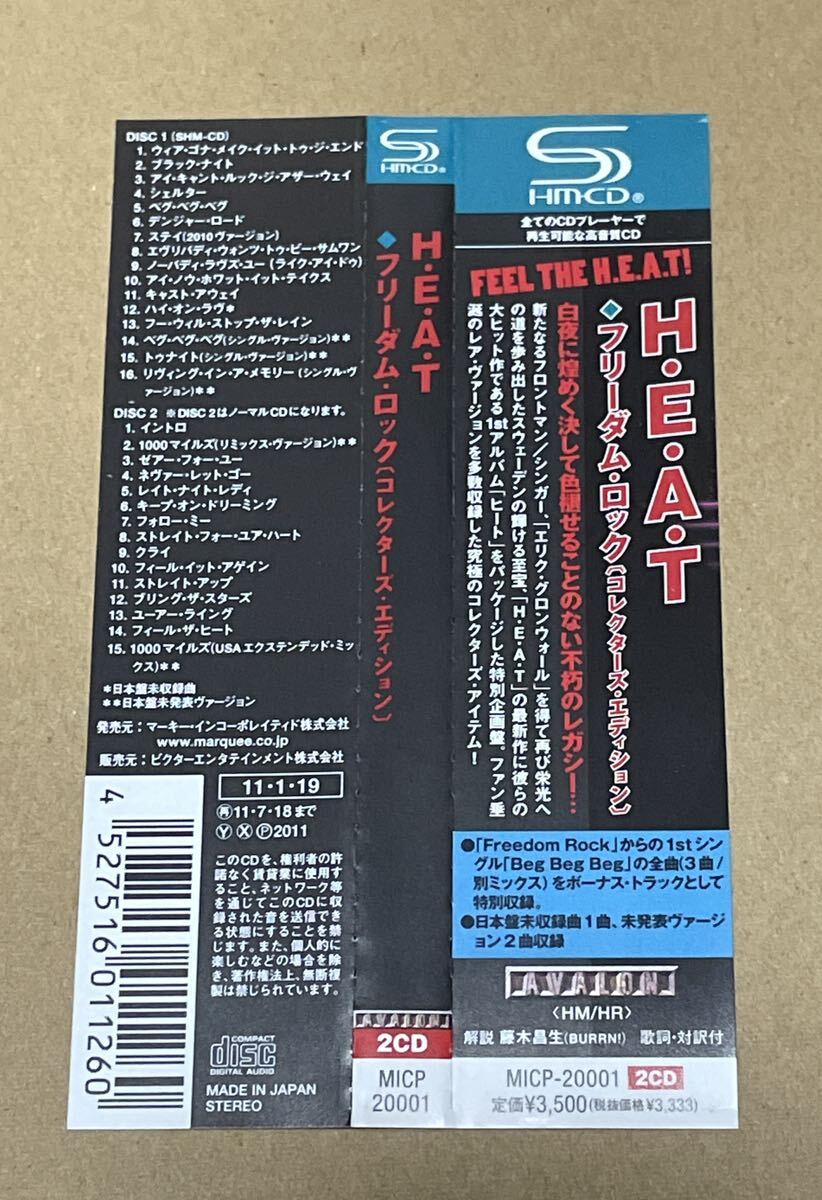 DISC 1 (SHM-CD)
1. ウィア・ゴナ・メイク・イット・トゥ・ジ・エンド
2. ブラック・ナイト
3. アイ・キャント・ルック・ジ・アザー・ウェイ
4. シェルター
5. ベグ・ベグ・ベグ
6. デンジャー・ロード
7. ステイ(2010ヴァージョン)
8. エヴリバディ・ウォンツ・トゥ・ビー・サムワン
9. ノーバディ・ラヴズ・ユー (ライク・アイ・ドゥ)
10. アイ・ノウ・ホワット・イット・テイクス
11. キャスト・アウェイ
12. ハイ・オン・ラヴ*
13. フー・ウィル・ストップ・ザ・レイン
14. ベグ・ベグ・ベグ(シングル・ヴァージョン)**
15. トゥナイト(シングル・ヴァージョン)**
16. リヴィング・イン・ア・メモリー (シングル・ヴ
ァージョン)**
DISC 2 ※DISC 2はノーマルCDになります。
1. イントロ
2. 1000マイルズ(リミックス・ヴァージョン)**
3. ゼアー・フォー・ユー
4. ネヴァー・レット・ゴー
5. レイト・ナイト・レディ
6. キープ・オン・ドリーミング
7. フォロー・ミー
8. ストレイト・フォー・ユア・ハート
9. クライ
10. フィール・イット・アゲイン
11. ストレイト・アップ
12. ブリング・ザ・スターズ
13. ユーアー・ライング
14. フィール・ザ・ヒート
15. 1000マイルズ(USAエクステンデッド・ミッ
クス)**
*日本盤未収録曲
**日本盤未発表ヴァージョン
発売元：マーキー・インコーポレイティド株式会社
www.marquee.co.jp
販売元：ビクターエンタテインメント株式会社
11・1・19
再11・7・18まで
Ⓨ Ⓧ Ⓟ 2011
このCDを、権利者の許
諾なく賃貸業に使用す
ること、ネットワーク等
を通じてこのCDに収
録された音を送信でき
る状態にすることを禁
じます。また、個人的に
楽しむなどの場合を除
き、著作権法上、無断複
製は禁じられています。
4 527516 011260
COMPACT
disc
DIGITAL AUDIO
MADE IN JAPAN
STEREO
HM-CD®
H・E・A・T
◆フリーダム・ロック〔コレクターズ・エディション〕
AVALON
2CD
MICP
20001
HM-CD®
全てのCDプレーヤーで
再生可能な高音質CD
FEEL THE H.E.A.T!
H・E・A・T
◆フリーダム・ロック〔コレクターズ・エディション〕
白夜に煌めく決して色褪せることのない不朽のレガシー…
新たなるフロントマン/シンガー、「エリク・グロンウォール」を得て再び栄光へ
の道を歩み出したスウェーデンの輝ける至宝、「H・E・A・T」の最新作に彼らの
大ヒット作である1stアルバム「ヒート」をパッケージした特別企画盤。ファン垂
涎のレア・ヴァージョンを多数収録した究極のコレクターズ・アイテム！
●「Freedom Rock」からの1stシン
グル「Beg Beg Beg」の全曲(3曲/
別ミックス)をボーナス・トラックとして
特別収録。
●日本盤未収録曲1曲、未発表ヴァージ
ョン2曲収録
AVALON
〈HM/HR〉
解説 藤木昌生(BURRN!) 歌詞・対訳付
MICP-20001 2CD
定価¥3,500(税抜価格¥3,333)